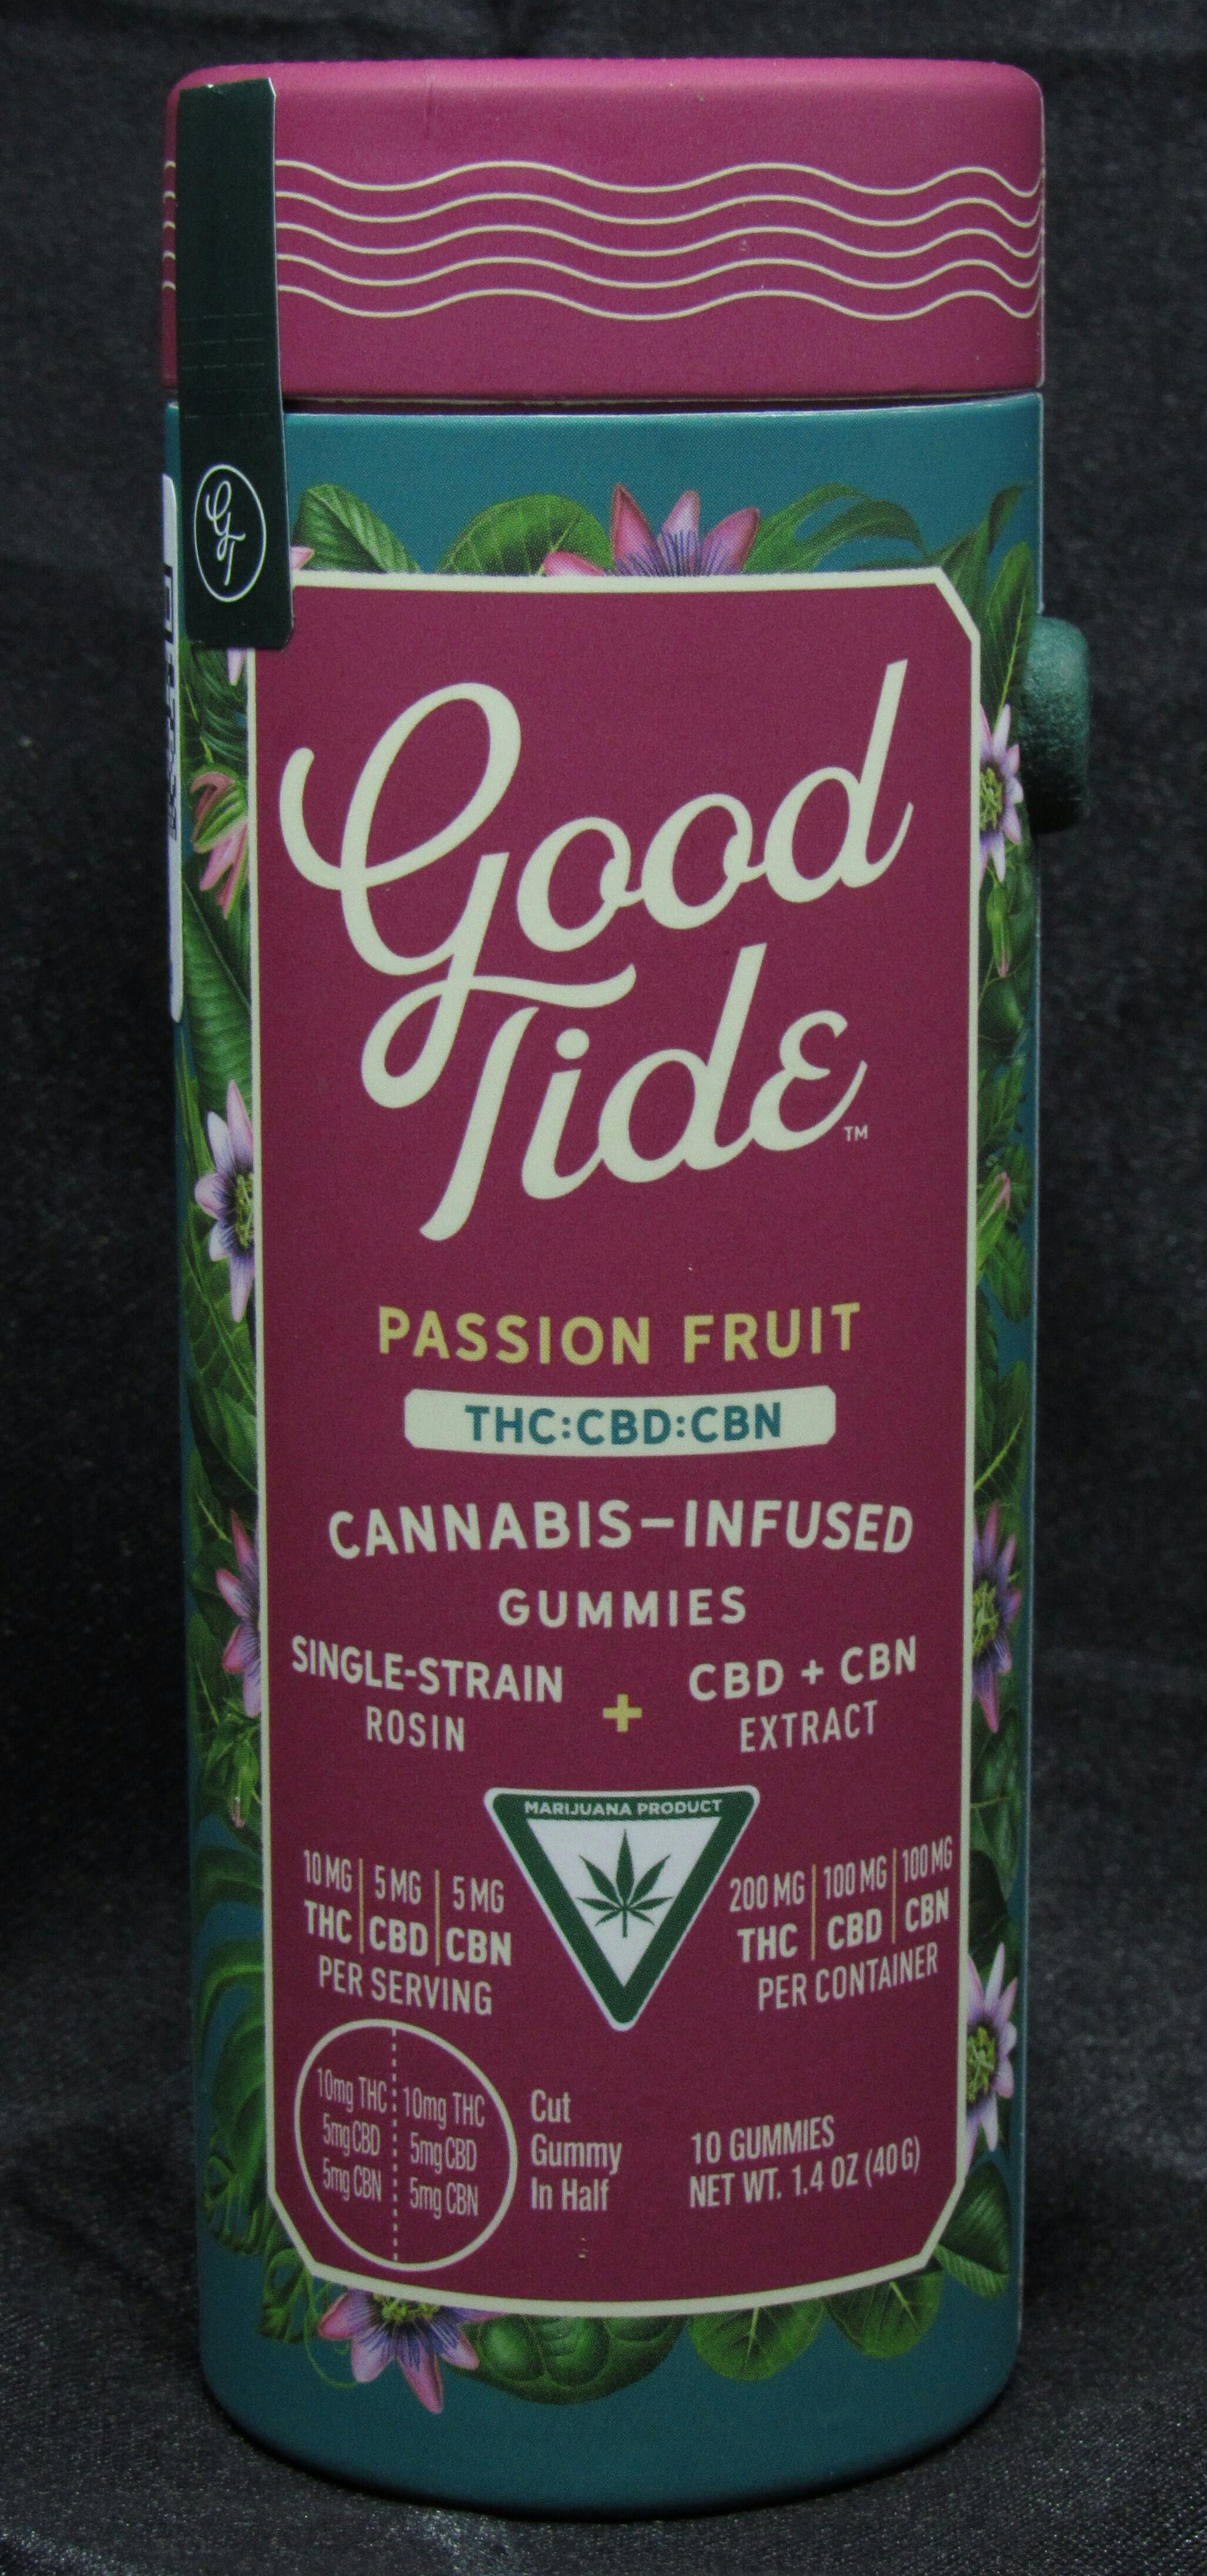 GT
Good
Tide™
PASSION FRUIT
THC:CBD:CBN
CANNABIS-INFUSED
GUMMIES
SINGLE-STRAIN
ROSIN
+
CBD + CBN
EXTRACT
MARIJUANA PRODUCT
10 MG | 5 MG | 5 MG
THC | CBD | CBN
PER SERVING
200 MG | 100 MG | 100 MG
THC | CBD | CBN
PER CONTAINER
10mg THC 10mg THC
5mg CBD 5mg CBD
5mg CBN 5mg CBN
Cut
Gummy
In Half
10 GUMMIES
NET WT. 1.4 OZ (40 G)